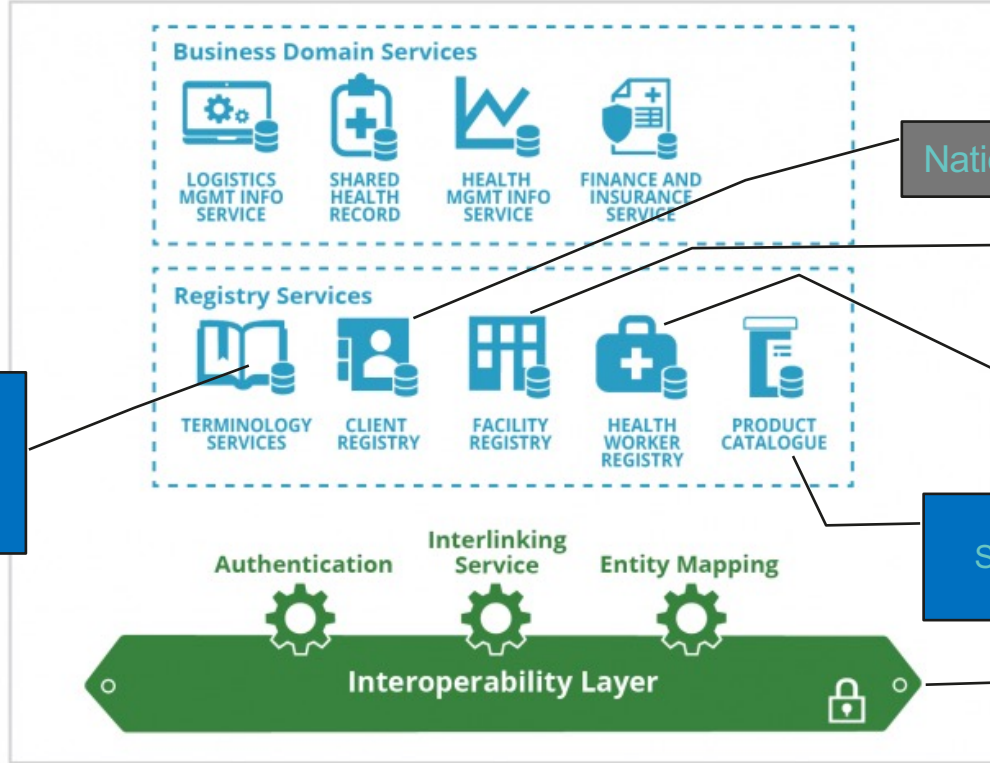 Business Domain Services
LOGISTICS
MGMT INFO
SERVICE
SHARED
HEALTH
RECORD
HEALTH
MGMT INFO
SERVICE
FINANCE AND
INSURANCE
SERVICE
Registry Services
TERMINOLOGY
SERVICES
CLIENT
REGISTRY
FACILITY
REGISTRY
HEALTH
WORKER
REGISTRY
PRODUCT
CATALOGUE
Authentication
Interlinking
Service
Entity Mapping
Interoperability Layer